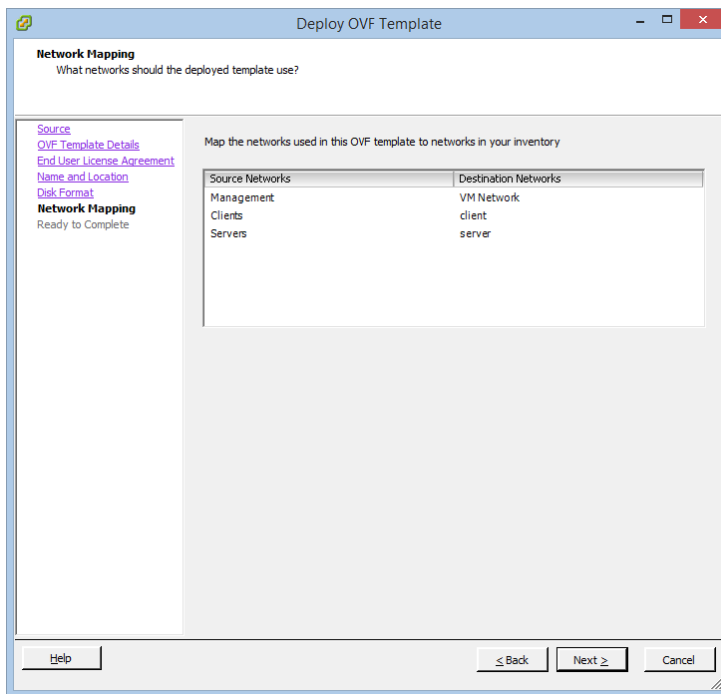 Deploy OVF Template
Network Mapping
What networks should the deployed template use?
Source
OVF Template Details
End User License Agreement
Name and Location
Disk Format
Network Mapping
Ready to Complete
Map the networks used in this OVF template to networks in your inventory
Source Networks Destination Networks
Management VM Network
Clients client
Servers server
Help < Back Next > Cancel